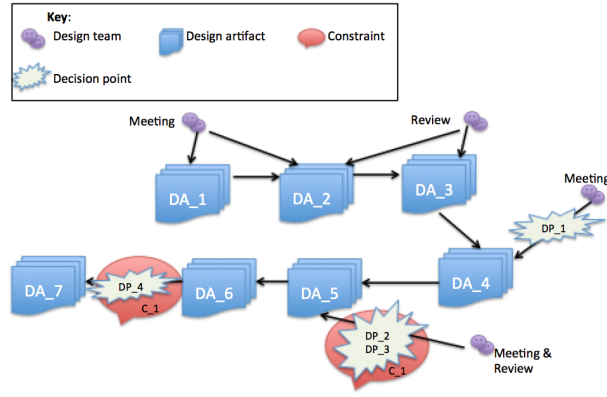 Key:
Design team
Design artifact
Constraint
Decision point
Meeting
Review
Meeting
DA_1
DA_2
DA_3
DP_1
DA_4
DA_5
DA_6
DP_4
C_1
DA_7
DP_2
DP_3
C_1
Meeting &
Review